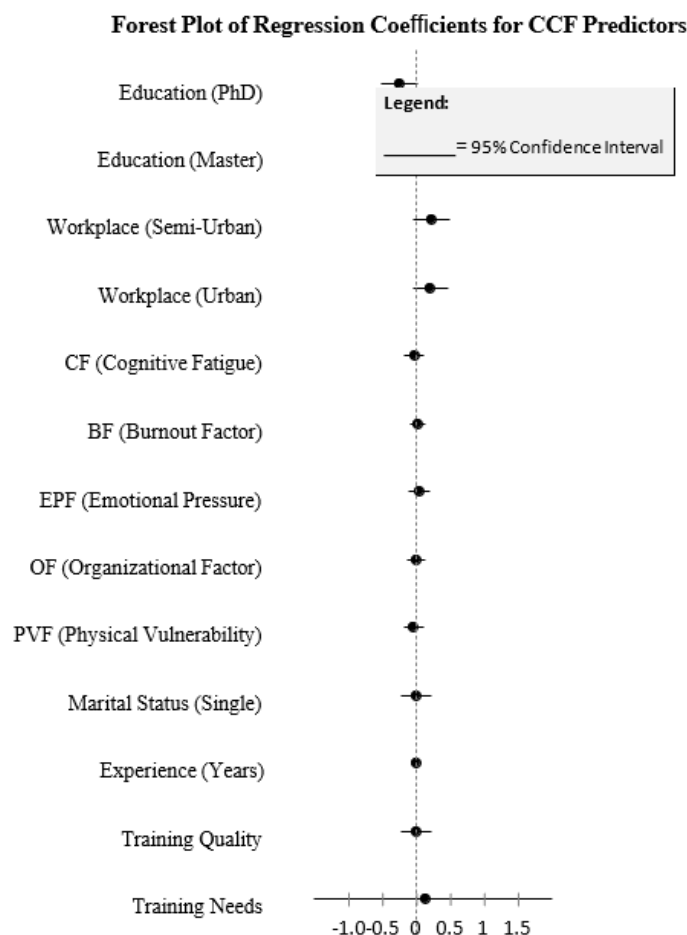 Forest Plot of Regression Coefficients for CCF Predictors
Education (PhD)
Legend:
= 95% Confidence Interval
Education (Master)
Workplace (Semi-Urban)
Workplace (Urban)
CF (Cognitive Fatigue)
BF (Burnout Factor)
EPF (Emotional Pressure)
OF (Organizational Factor)
PVF (Physical Vulnerability)
Marital Status (Single)
Experience (Years)
Training Quality
Training Needs
-1.0 -0.5 0 0.5 1 1.5